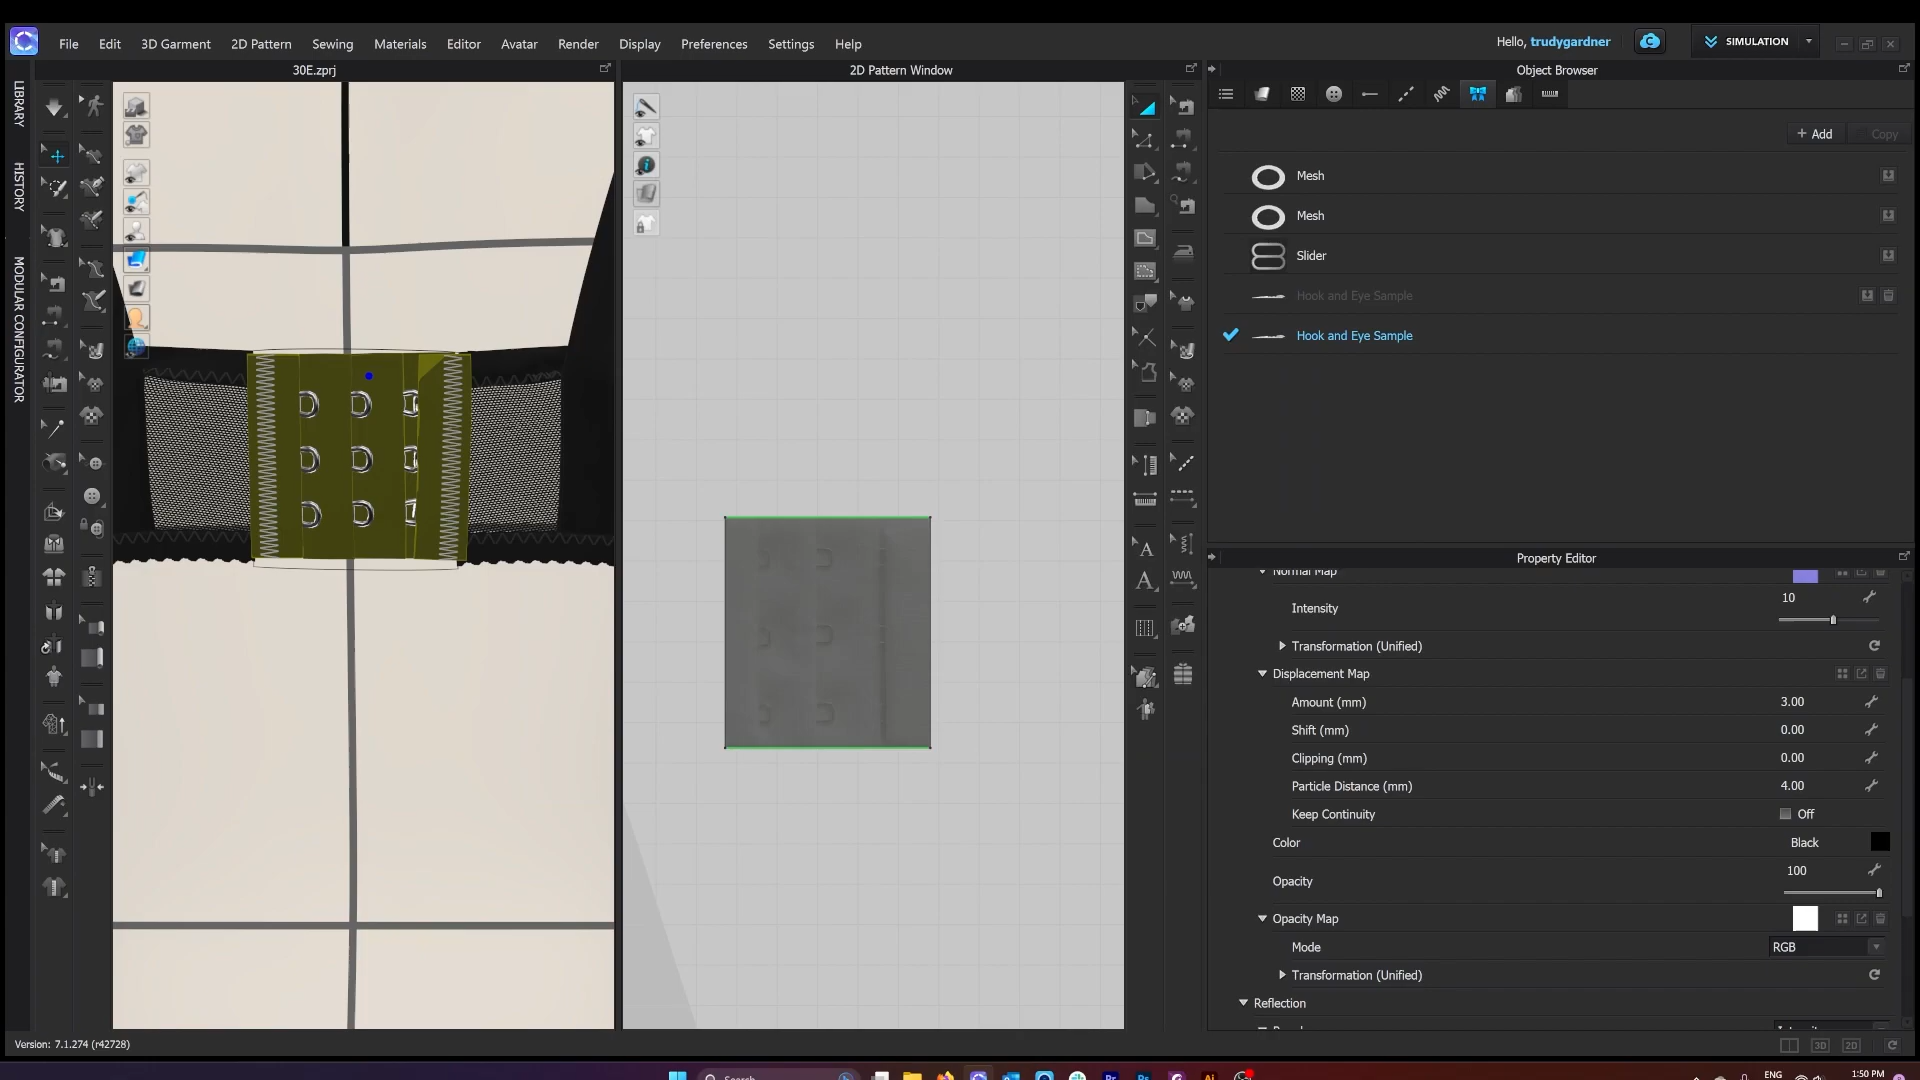 File Edit 3D Garment 2D Pattern Sewing Materials Editor Avatar Render Display Preferences Settings Help
Hello, trudygardner
SIMULATION
30E.zprj
2D Pattern Window
Object Browser
LIBRARY
HISTORY
MODULAR CONFIGURATOR
+ Add
Copy
Mesh
Mesh
Slider
Hook and Eye Sample
Hook and Eye Sample
Property Editor
Normal Map
Intensity 10
Transformation (Unified)
Displacement Map
Amount (mm) 3.00
Shift (mm) 0.00
Clipping (mm) 0.00
Particle Distance (mm) 4.00
Keep Continuity Off
Color Black
Opacity 100
Opacity Map
Mode RGB
Transformation (Unified)
Reflection
Version: 7.1.274 (r42728)
3D 2D
Search
ENG
1:50 PM